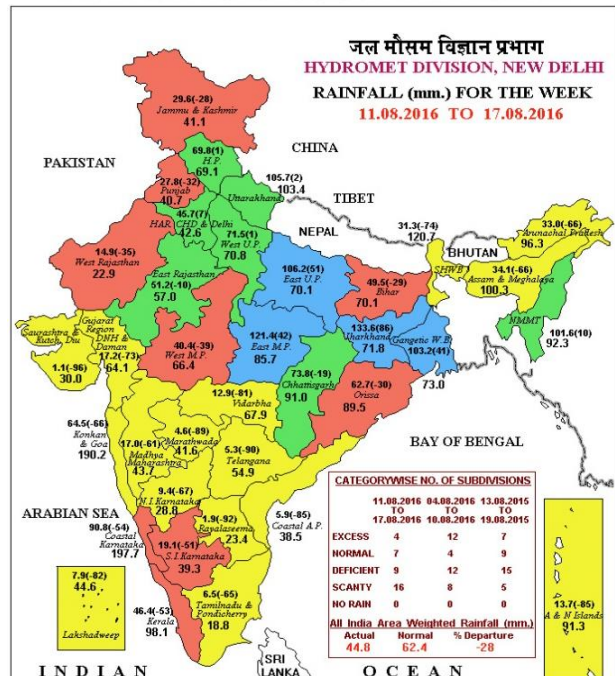 जल मौसम विज्ञान प्रभाग
HYDROMET DIVISION, NEW DELHI
RAINFALL (mm.) FOR THE WEEK
11.08.2016 TO 17.08.2016
29.6(-28)
Jammu & Kashmir
41.1
CHINA
69.8(1)
H.P.
69.1
PAKISTAN
27.8(-32)
Punjab
40.7
105.7(2)
103.4
Uttarakhand
TIBET
45.7(7)
HAR. CHD & Delhi
42.6
71.5(1)
West U.P.
70.8
NEPAL
31.3(-74)
120.7
BHUTAN
33.0(-66)
Arunachal Pradesh
96.3
14.9(-35)
West Rajasthan
22.9
East Rajasthan
51.2(-10)
57.0
106.2(51)
East U.P.
70.1
49.5(-29)
Bihar
70.1
SHWB
34.1(-66)
Assam & Meghalaya
100.3
NMMT
101.6(10)
92.3
Saurashtra &
Kutch, Diu
1.1(-96)
30.0
Gujarat
Region
DNH &
Daman
17.2(-73)
64.1
40.4(-39)
West M.P.
66.4
121.4(42)
East M.P.
85.7
133.6(86)
Jharkhand
71.8
Gangetic W.B.
103.2(41)
73.0
73.8(-19)
Chhattisgarh
91.0
62.7(-30)
Orissa
89.5
12.9(-81)
Vidarbha
67.9
64.5(-66)
Konkan
& Goa
190.2
17.0(-61)
Madhya
Maharashtra
43.7
4.6(-89)
Marathwada
41.6
5.3(-90)
Telangana
54.9
BAY OF BENGAL
9.4(-67)
N.I.Karnataka
28.8
1.9(-92)
Rayalaseema
23.4
5.9(-85)
Coastal A.P.
38.5
ARABIAN SEA
90.8(-54)
Coastal
Karnataka
197.7
19.1(-51)
S.I.Karnataka
39.3
7.9(-82)
44.6
Lakshadweep
46.4(-53)
Kerala
98.1
6.5(-65)
Tamilnadu &
Pondicherry
18.8
13.7(-85)
A & N Islands
91.3
CATEGORYWISE NO. OF SUBDIVISIONS
11.08.2016 04.08.2016 13.08.2015
TO TO TO
17.08.2016 10.08.2016 19.08.2016
EXCESS 4 12 7
NORMAL 7 4 9
DEFICIENT 9 12 15
SCANTY 16 8 5
NO RAIN 0 0 0
All India Area Weighted Rainfall (mm.)
Actual Normal % Departure
44.8 62.4 -28
SRI
LANKA
INDIAN OCEAN